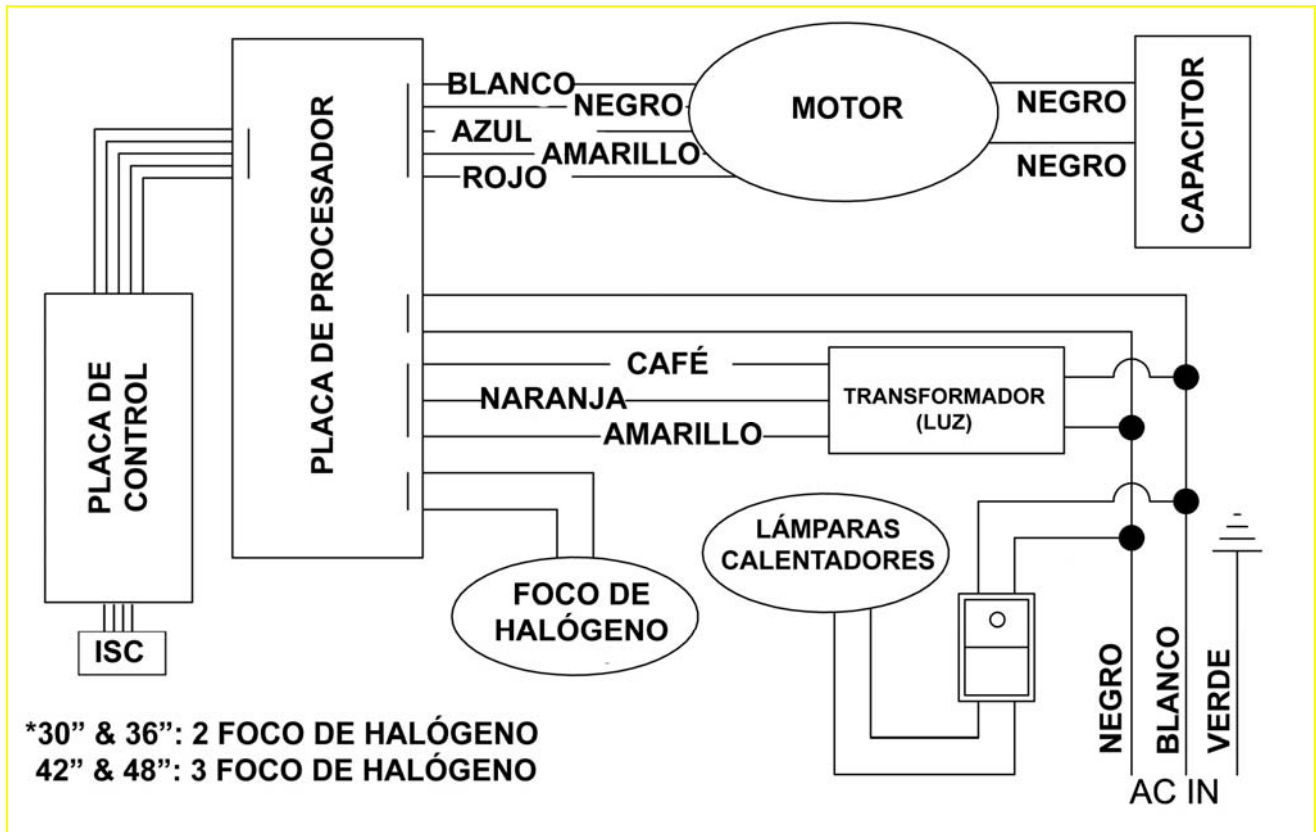 BLANCO
NEGRO
AZUL
AMARILLO
ROJO
MOTOR
NEGRO
NEGRO
CAPACITOR
PLACA DE PROCESADOR
PLACA DE
CONTROL
ISC
CAFÉ
NARANJA
AMARILLO
TRANSFORMADOR
(LUZ)
LÁMPARAS
CALENTADORES
FOCO DE
HALÓGENO
NEGRO
BLANCO
VERDE
AC IN
*30” & 36”: 2 FOCO DE HALÓGENO
42” & 48”: 3 FOCO DE HALÓGENO